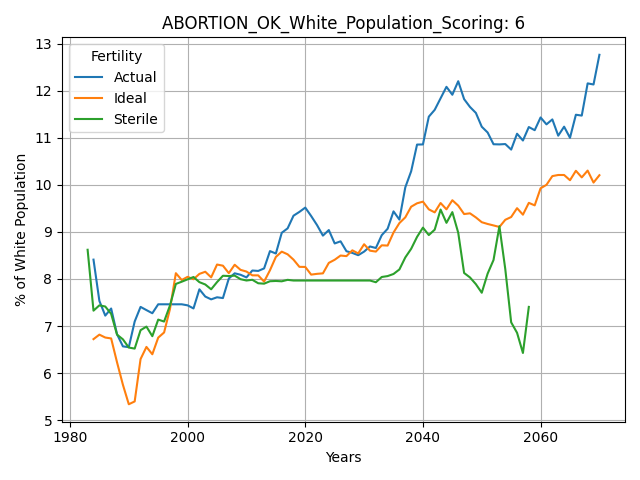 ABORTION_OK_White_Population_Scoring: 6
% of White Population
13
12
11
10
9
8
7
6
5
Fertility
Actual
Ideal
Sterile
1980
2000
2020
2040
2060
Years